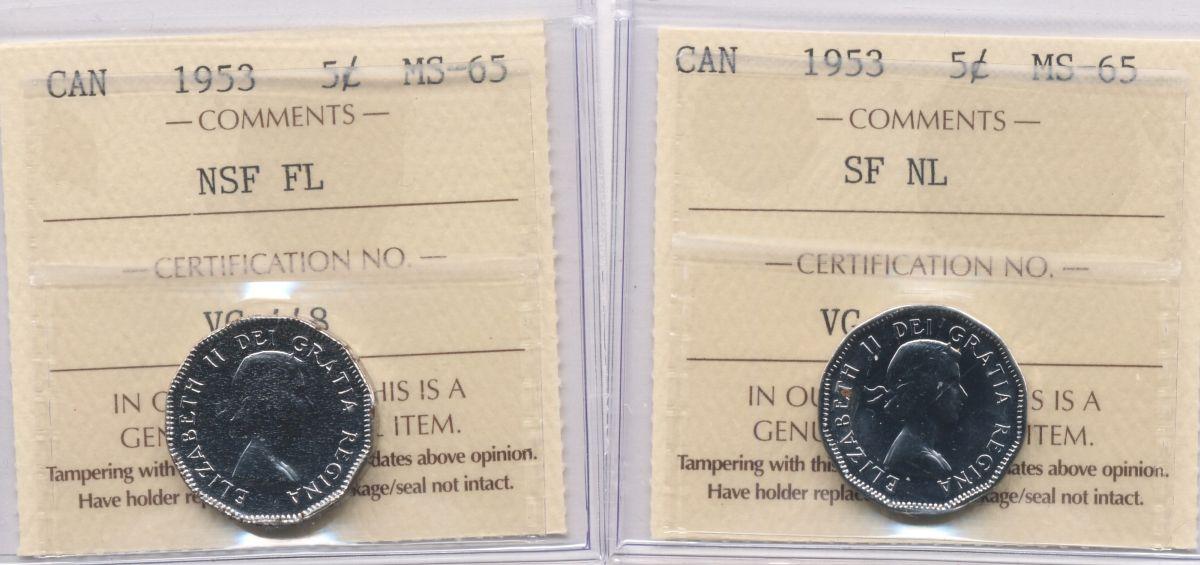 CAN 1953 5¢ MS-65
— COMMENTS —
NSF FL
— CERTIFICATION NO. —
VG 448
IN HIS IS A
GEN ITEM.
Tampering with dates above opinion.
Have holder kage/seal not intact.
ELIZABETH II DEI GRATIA REGINA
CAN 1953 5¢ MS-65
— COMMENTS —
SF NL
— CERTIFICATION NO. —
VG
IN OU S IS A
GENU ITEM.
Tampering with this ates above opinion.
Have holder replac kage/seal not intact.
ELIZABETH II DEI GRATIA REGINA